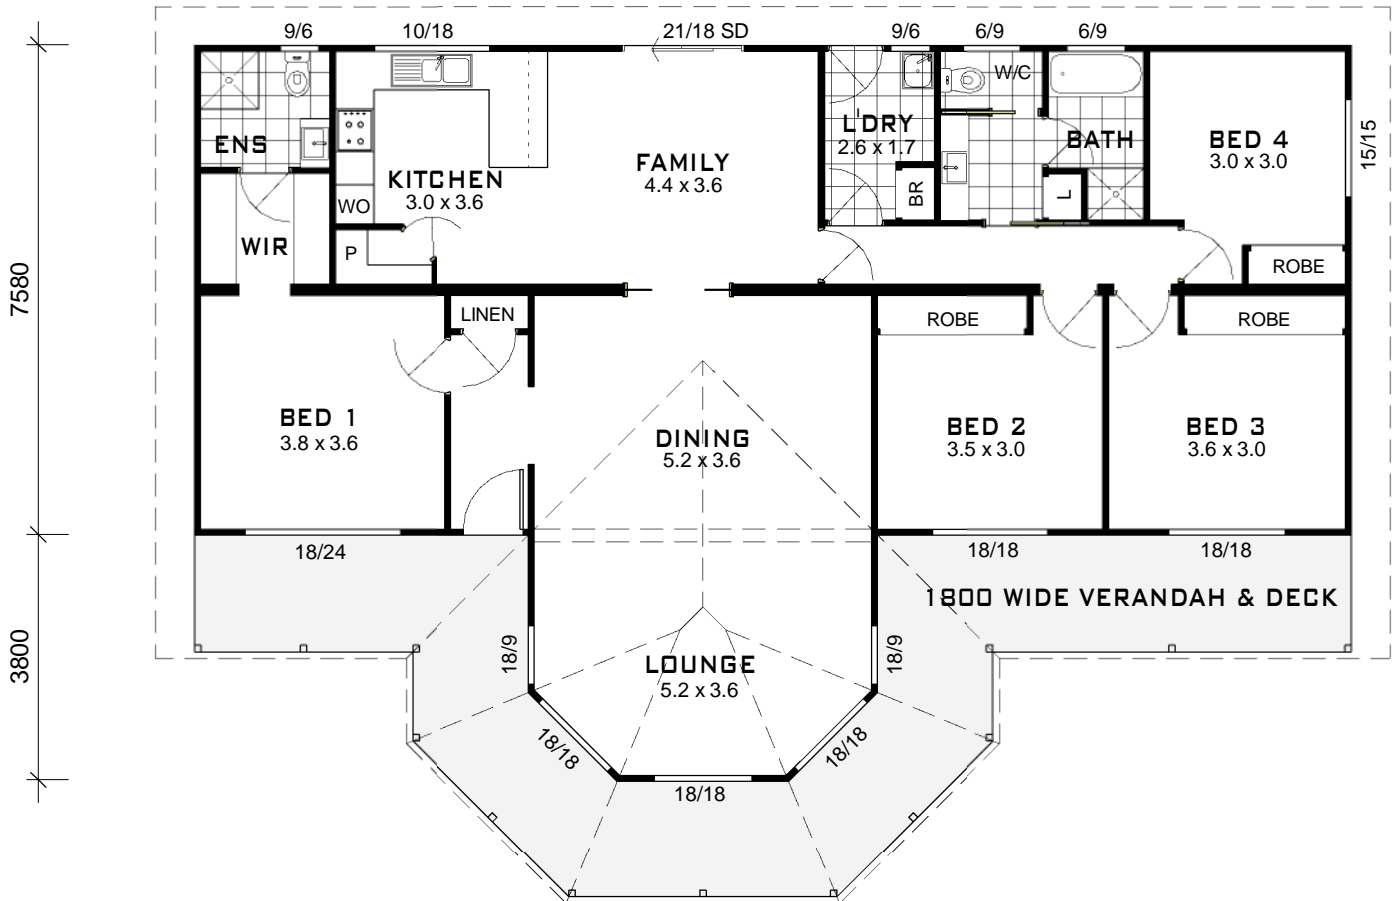 9/6
10/18
21/18 SD
9/6
6/9
6/9
W/C
ENS
L'DRY
2.6 x 1.7
BATH
BED 4
3.0 x 3.0
15/15
KITCHEN
3.0 x 3.6
FAMILY
4.4 x 3.6
WO
BR
L
WIR
P
ROBE
7580
LINEN
ROBE
ROBE
BED 1
3.8 x 3.6
DINING
5.2 x 3.6
BED 2
3.5 x 3.0
BED 3
3.6 x 3.0
18/24
18/18
18/18
1800 WIDE VERANDAH & DECK
3800
18/9
LOUNGE
5.2 x 3.6
18/9
18/18
18/18
18/18